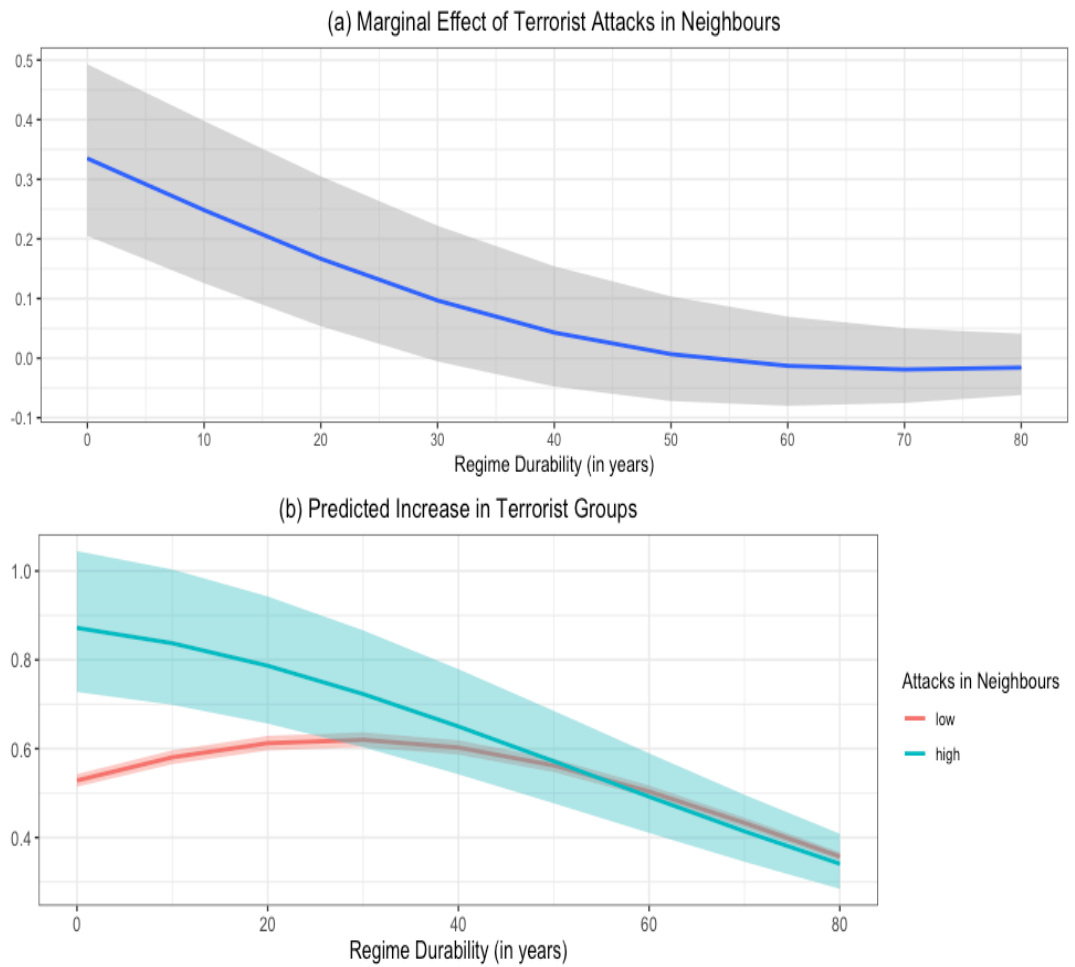 (a) Marginal Effect of Terrorist Attacks in Neighbours
0.5
0.4
0.3
0.2
0.1
0.0
-0.1
0 10 20 30 40 50 60 70 80
Regime Durability (in years)
(b) Predicted Increase in Terrorist Groups
1.0
0.8
0.6
0.4
0 20 40 60 80
Regime Durability (in years)
Attacks in Neighbours
low
high